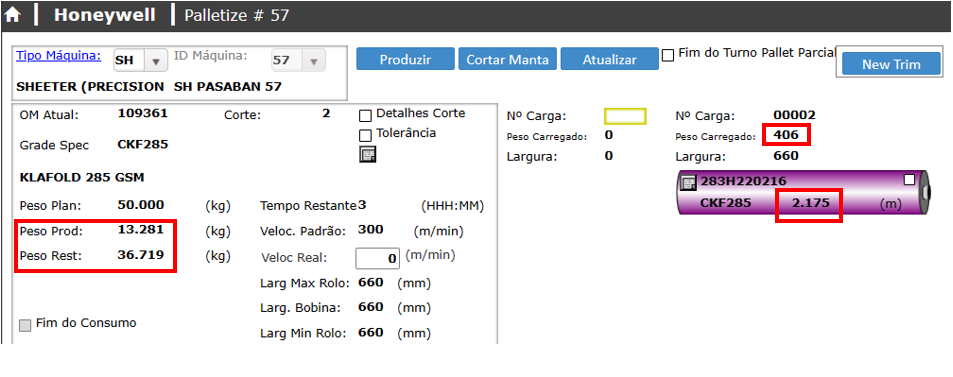 Honeywell Palletize # 57
Tipo Máquina: SH ID Máquina: 57
Produzir Cortar Manta Atualizar Fim do Turno Pallet Parcial New Trim
SHEETER (PRECISION SH PASABAN 57
OM Atual: 109361 Corte: 2 Detalhes Corte
Tolerância
Grade Spec CKF285
KLAFOLD 285 GSM
Peso Plan: 50.000 (kg) Tempo Restante 3 (HHH:MM)
Peso Prod: 13.281 (kg) Veloc. Padrão: 300 (m/min)
Peso Rest: 36.719 (kg) Veloc Real: 0 (m/min)
Larg Max Rolo: 660 (mm)
Larg. Bobina: 660 (mm)
Fim do Consumo
Larg Min Rolo: 660 (mm)
Nº Carga:
Peso Carregado: 0
Largura: 0
Nº Carga: 00002
Peso Carregado: 406
Largura: 660
283H220216
CKF285 2.175 (m)